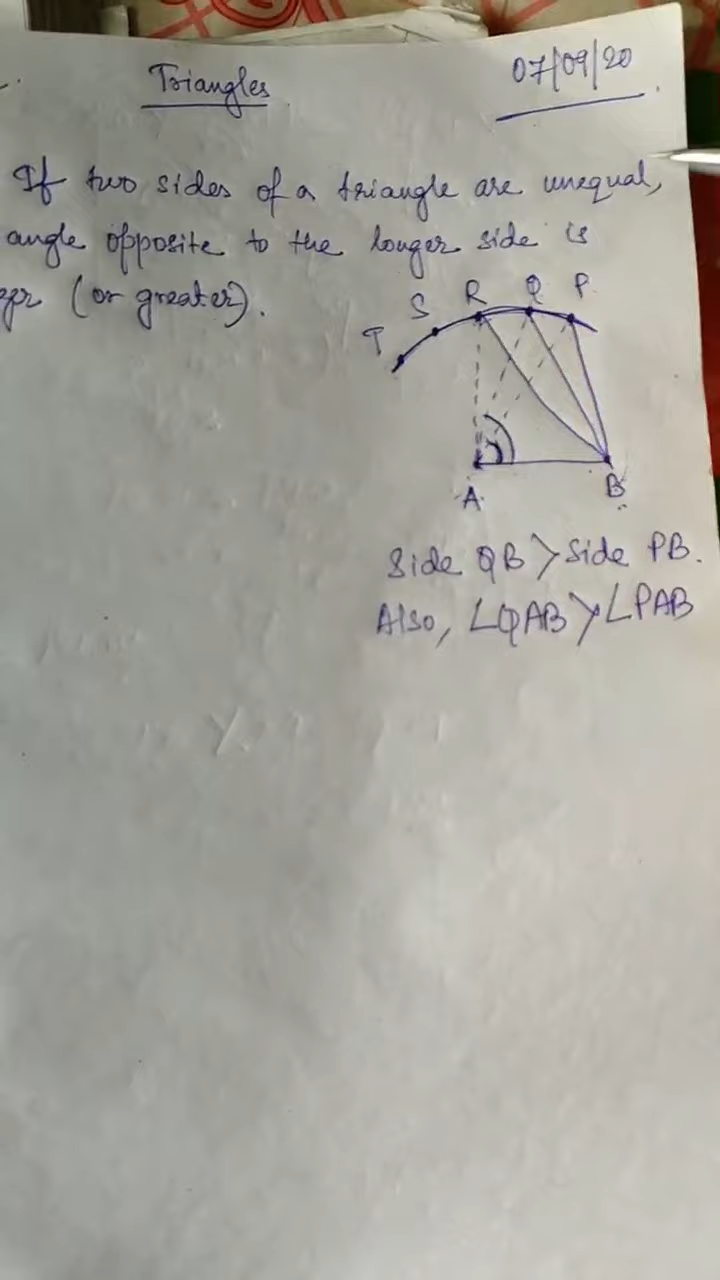 Triangles
07/09/20
If two sides of a triangle are unequal,
angle opposite to the longer side is
(or greater).
T S R Q P
A B
Side QB > Side PB.
Also, ∠QAB > ∠PAB